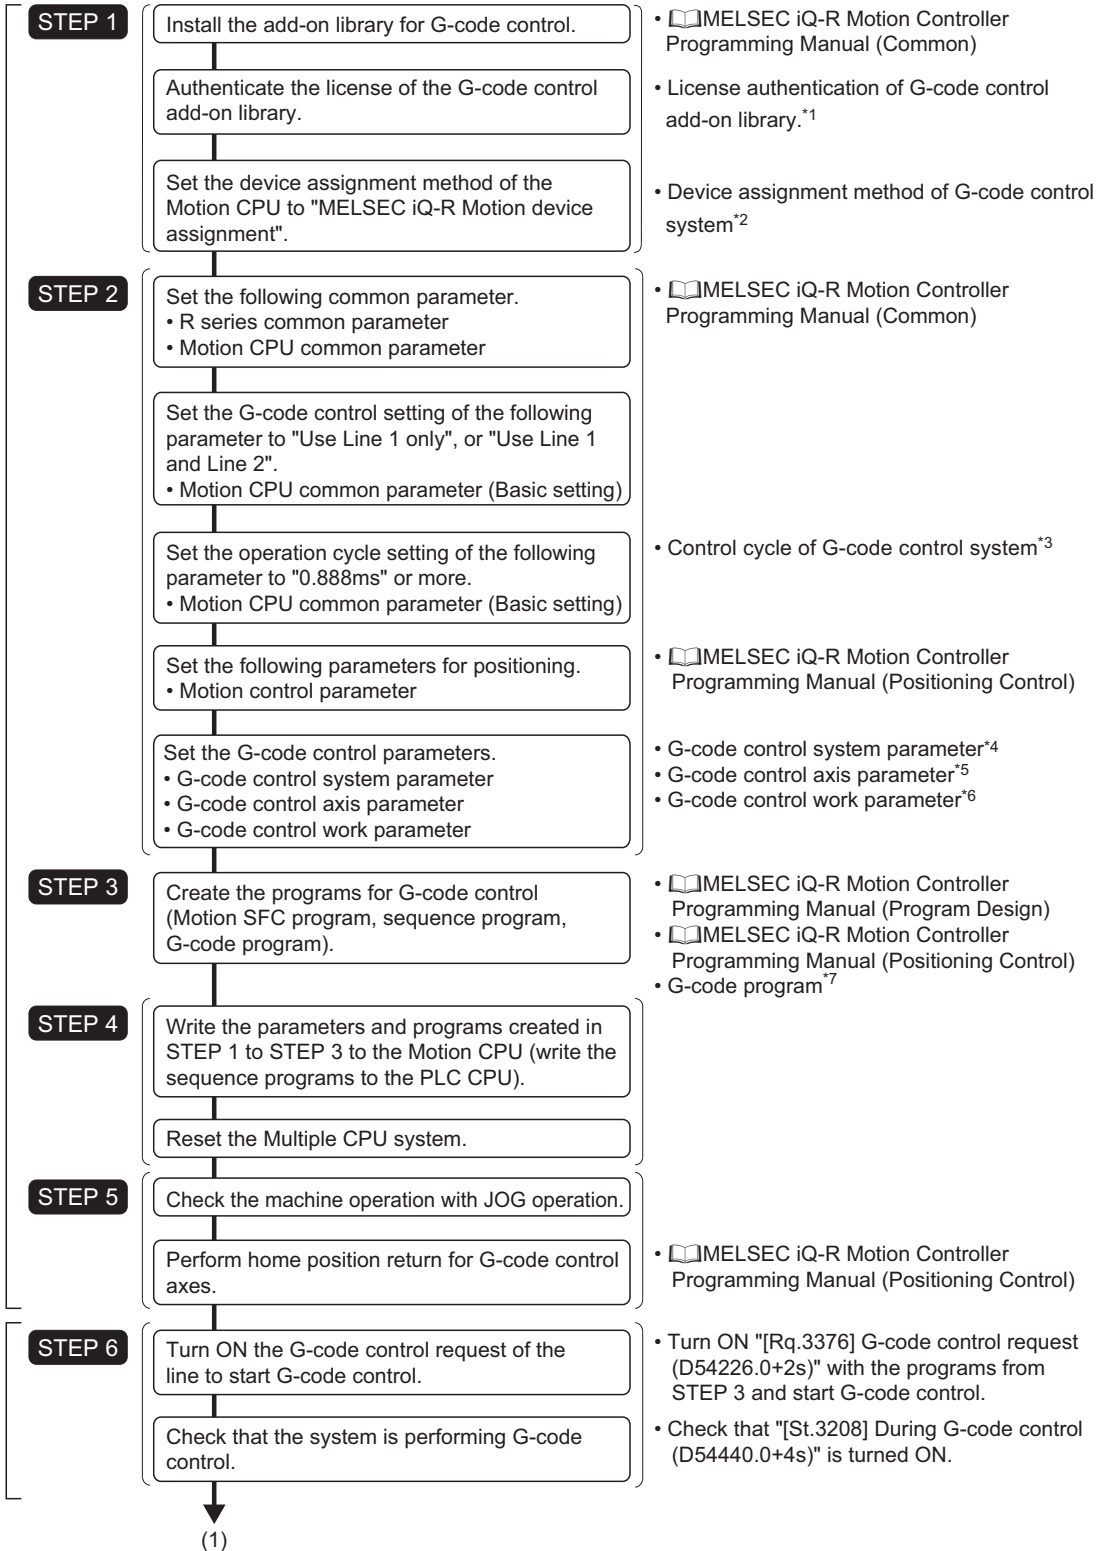 STEP 1
Install the add-on library for G-code control.
• MELSEC iQ-R Motion Controller
Programming Manual (Common)
Authenticate the license of the G-code control
add-on library.
• License authentication of G-code control
add-on library.*1
Set the device assignment method of the
Motion CPU to "MELSEC iQ-R Motion device
assignment".
• Device assignment method of G-code control
system*2
STEP 2
Set the following common parameter.
• R series common parameter
• Motion CPU common parameter
• MELSEC iQ-R Motion Controller
Programming Manual (Common)
Set the G-code control setting of the following
parameter to "Use Line 1 only", or "Use Line 1
and Line 2".
• Motion CPU common parameter (Basic setting)
Set the operation cycle setting of the following
parameter to "0.888ms" or more.
• Motion CPU common parameter (Basic setting)
• Control cycle of G-code control system*3
Set the following parameters for positioning.
• Motion control parameter
• MELSEC iQ-R Motion Controller
Programming Manual (Positioning Control)
Set the G-code control parameters.
• G-code control system parameter
• G-code control axis parameter
• G-code control work parameter
• G-code control system parameter*4
• G-code control axis parameter*5
• G-code control work parameter*6
STEP 3
Create the programs for G-code control
(Motion SFC program, sequence program,
G-code program).
• MELSEC iQ-R Motion Controller
Programming Manual (Program Design)
• MELSEC iQ-R Motion Controller
Programming Manual (Positioning Control)
• G-code program*7
STEP 4
Write the parameters and programs created in
STEP 1 to STEP 3 to the Motion CPU (write the
sequence programs to the PLC CPU).
Reset the Multiple CPU system.
STEP 5
Check the machine operation with JOG operation.
Perform home position return for G-code control
axes.
• MELSEC iQ-R Motion Controller
Programming Manual (Positioning Control)
STEP 6
Turn ON the G-code control request of the
line to start G-code control.
• Turn ON "[Rq.3376] G-code control request
(D54226.0+2s)" with the programs from
STEP 3 and start G-code control.
Check that the system is performing G-code
control.
• Check that "[St.3208] During G-code control
(D54440.0+4s)" is turned ON.
(1)